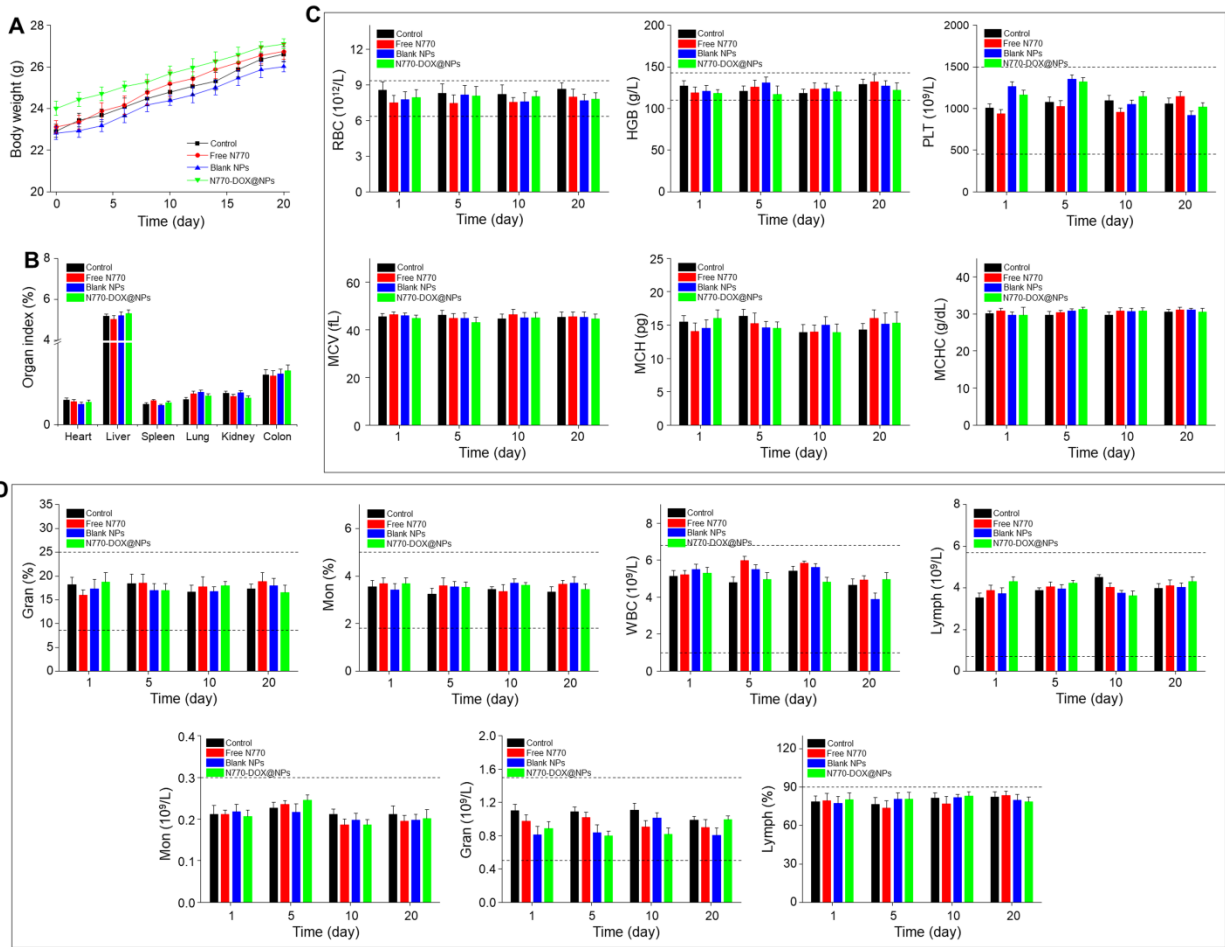 A
28
26
24
22
20
Body weight (g)
Control
Free N770
Blank NPs
N770-DOX@NPs
0 5 10 15 20
Time (day)
B
8
6
4
1
0
Organ index (%)
Control
Free N770
Blank NPs
N770-DOX@NPs
Heart Liver Spleen Lung Kidney Colon
C
15
12
9
6
3
0
RBC (10¹²/L)
Control
Free N770
Blank NPs
N770-DOX@NPs
1 5 10 20
Time (day)
200
150
100
50
0
HGB (g/L)
Control
Free N770
Blank NPs
N770-DOX@NPs
1 5 10 20
Time (day)
2000
1500
1000
450
0
PLT (10⁹/L)
Control
Free N770
Blank NPs
N770-DOX@NPs
1 5 10 20
Time (day)
60
40
20
0
MCV (fL)
Control
Free N770
Blank NPs
N770-DOX@NPs
1 5 10 20
Time (day)
25
20
15
10
5
0
MCH (pg)
Control
Free N770
Blank NPs
N770-DOX@NPs
1 5 10 20
Time (day)
40
30
20
10
0
MCHC (g/dL)
Control
Free N770
Blank NPs
N770-DOX@NPs
1 5 10 20
Time (day)
35
30
25
20
15
10
5
0
Gran (%)
Control
Free N770
Blank NPs
N770-DOX@NPs
1 5 10 20
Time (day)
6
4
2
0
Mon (%)
Control
Free N770
Blank NPs
N770-DOX@NPs
1 5 10 20
Time (day)
8
6
4
2
0
WBC (10⁹/L)
Control
Free N770
Blank NPs
N770-DOX@NPs
1 5 10 20
Time (day)
8
6
4
2
0
Lymph (10⁹/L)
Control
Free N770
Blank NPs
N770-DOX@NPs
1 5 10 20
Time (day)
0.4
0.3
0.2
0.1
0.0
Mon (10⁹/L)
Control
Free N770
Blank NPs
N770-DOX@NPs
1 5 10 20
Time (day)
2.0
1.6
1.2
0.8
0.4
0.0
Gran (10⁹/L)
Control
Free N770
Blank NPs
N770-DOX@NPs
1 5 10 20
Time (day)
120
90
60
30
0
Lymph (%)
Control
Free N770
Blank NPs
N770-DOX@NPs
1 5 10 20
Time (day)